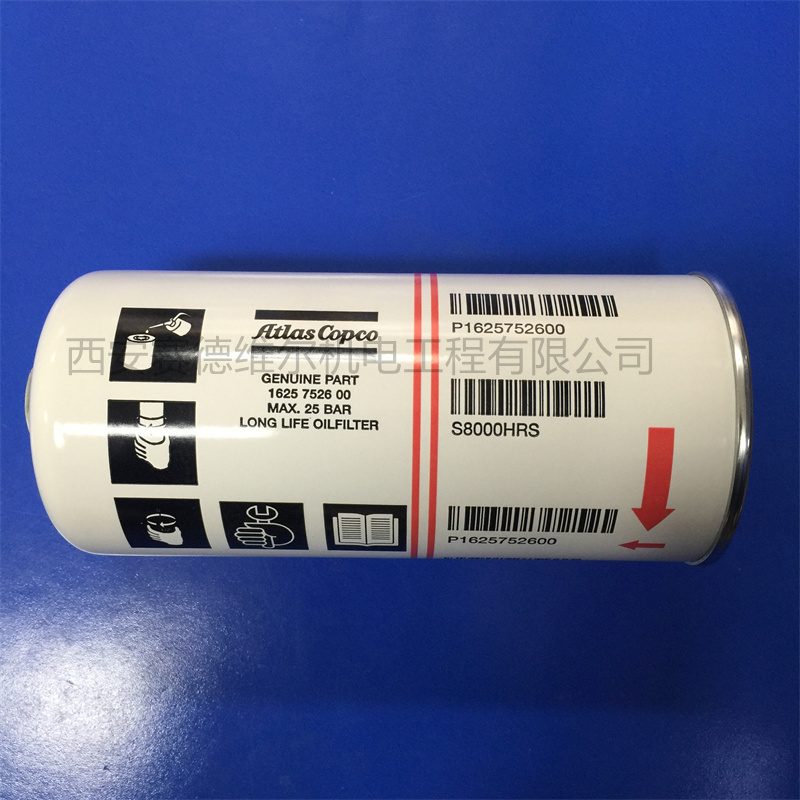 Atlas Copco
GENUINE PART
1625 7526 00
MAX. 25 BAR
LONG LIFE OILFILTER
P1625752600
S8000HRS
P1625752600
西安赛德维尔机电工程有限公司